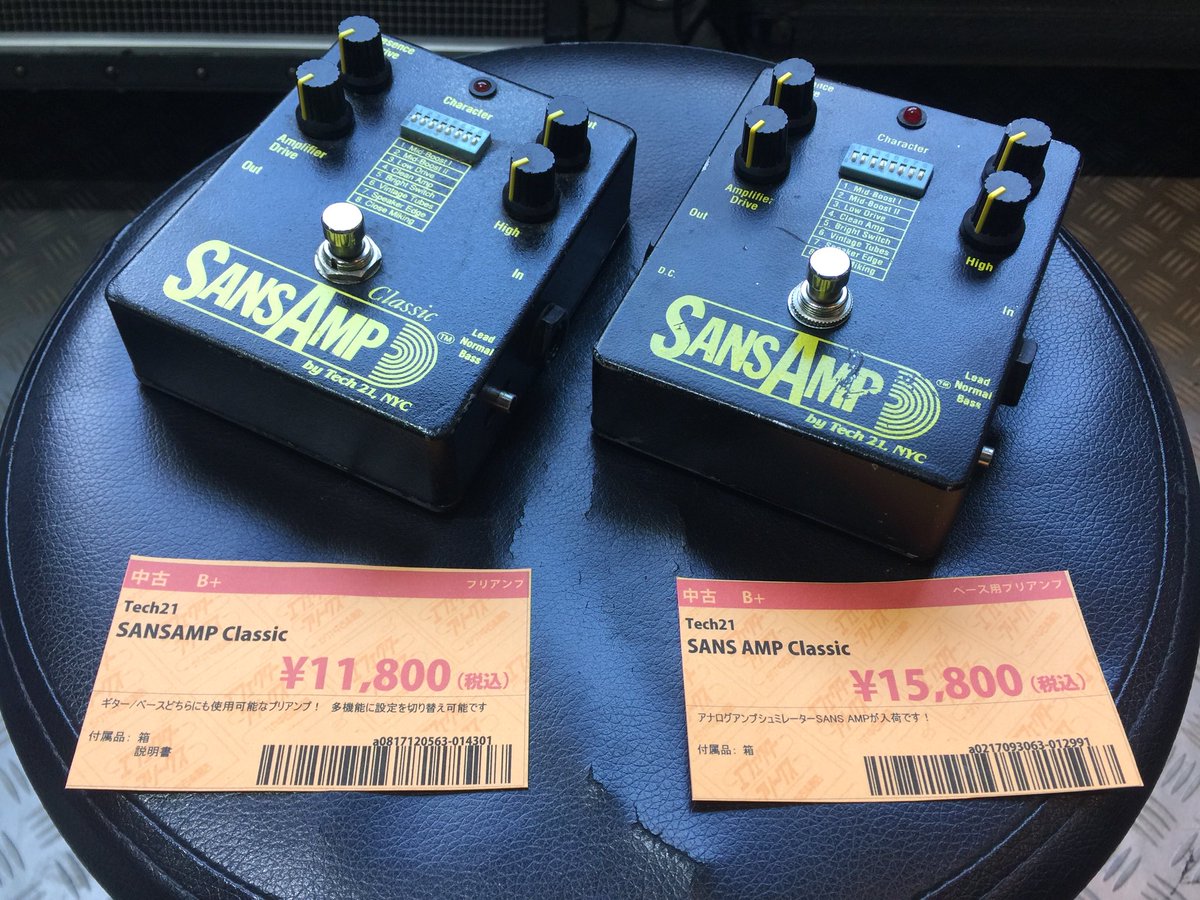 Presence
Drive
Amplifier
Drive
Out
Character
1. Mid-Boost I
2. Mid-Boost II
3. Low Drive
4. Clean Amp
5. Bright Switch
6. Vintage Tubes
7. Speaker Edge
8. Close Miking
High
In
SANSAMP
Classic
TM
by Tech 21, NYC
Lead
Normal
Bass
Amplifier
Drive
Out
D.C.
Character
1. Mid-Boost I
2. Mid-Boost II
3. Low Drive
4. Clean Amp
5. Bright Switch
6. Vintage Tubes
7. Speaker Edge
Miking
High
In
SANSAMP
TM
by Tech 21, NYC
Lead
Normal
Bass
中古 B+ プリアンプ
Tech21
SANSAMP Classic
¥11,800(税込)
ギター/ベースどちらにも使用可能なプリアンプ! 多機能に設定を切り替え可能です
付属品: 箱
説明書
a0817120563-014301
中古 B+ ベース用プリアンプ
Tech21
SANS AMP Classic
¥15,800(税込)
アナログアンプシュミレーターSANS AMPが入荷です!
付属品: 箱
a0217093063-012991